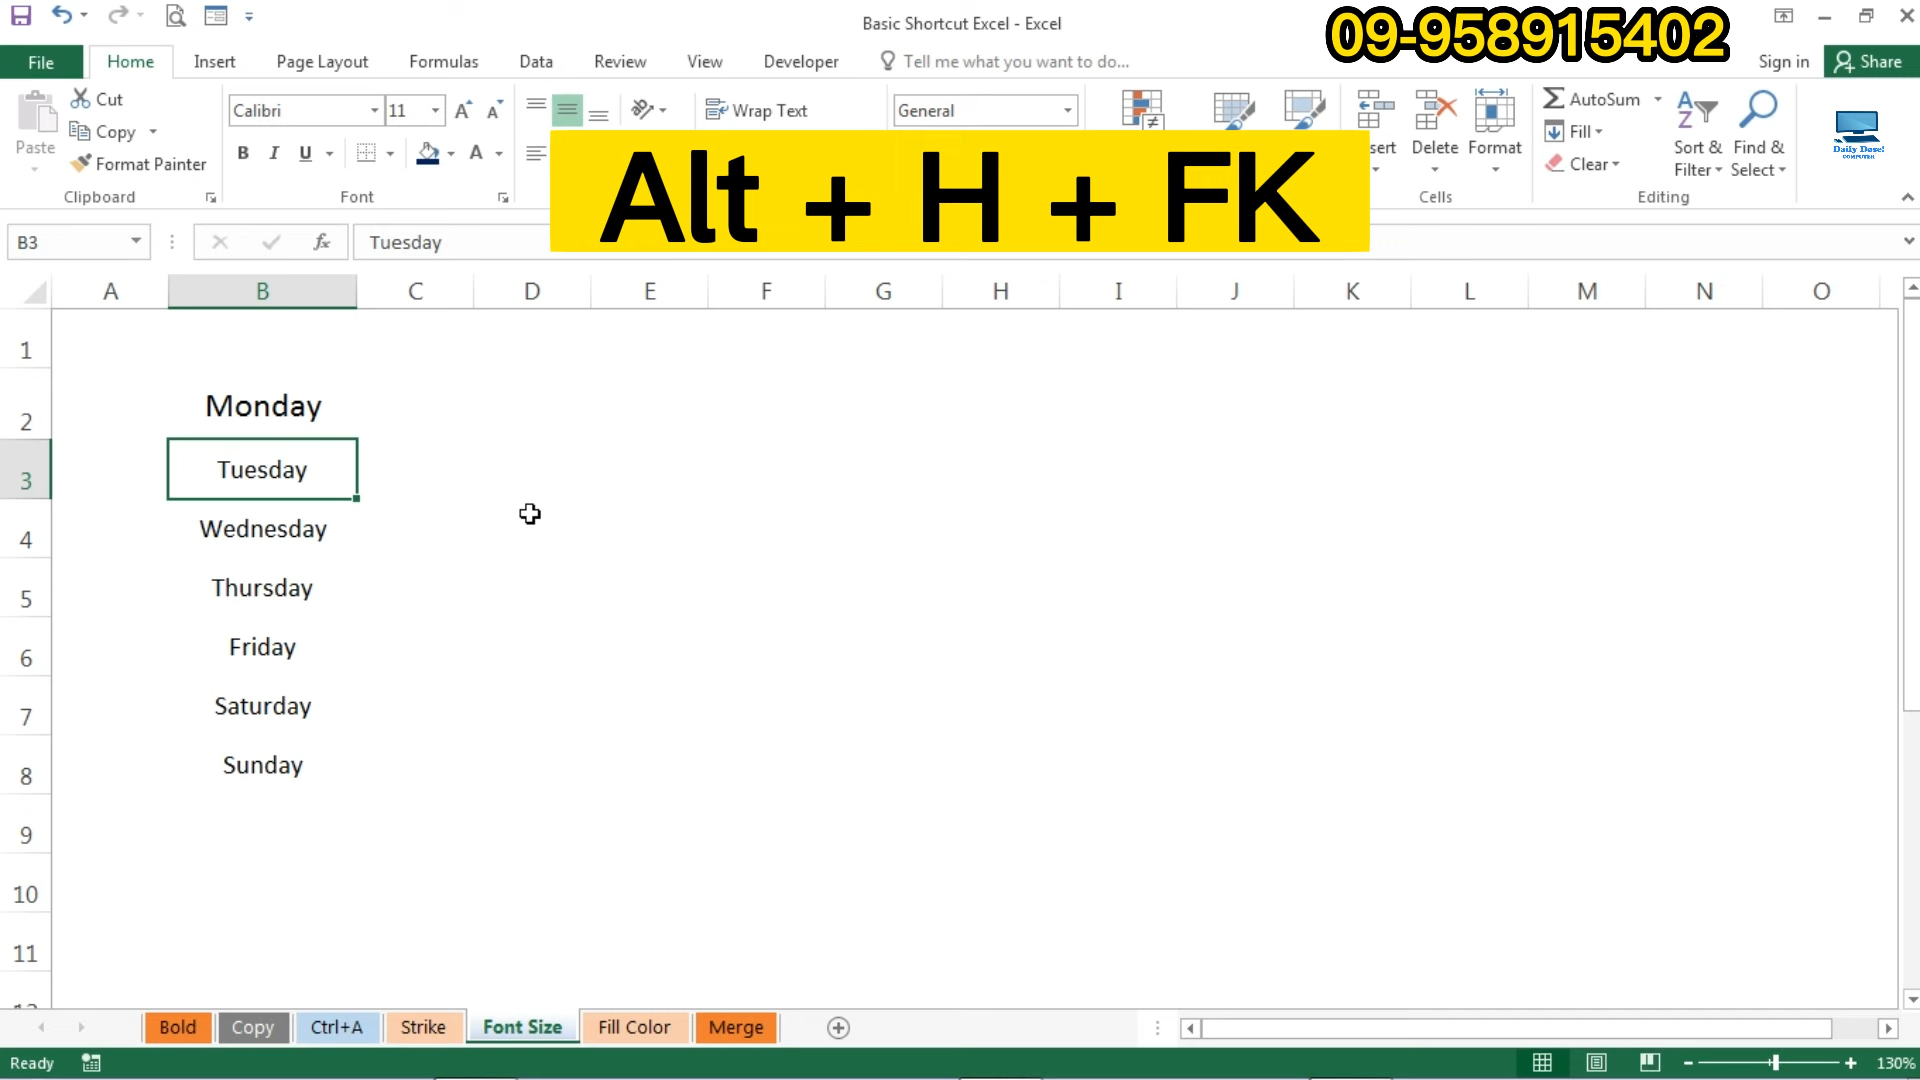 Basic Shortcut Excel - Excel
09-958915402
File Home Insert Page Layout Formulas Data Review View Developer Tell me what you want to do... Sign in Share
Cut
Copy
Format Painter
Paste
Clipboard
Calibri 11
B I U
Font
Wrap Text
General
Delete Format
Cells
AutoSum
Fill
Clear
Sort & Filter
Find & Select
Editing
Daily Dose!
COMPUTER
Alt + H + FK
B3 fx Tuesday
A B C D E F G H I J K L M N O
1
2 Monday
3 Tuesday
4 Wednesday
5 Thursday
6 Friday
7 Saturday
8 Sunday
9
10
11
Bold Copy Ctrl+A Strike Font Size Fill Color Merge
Ready 130%